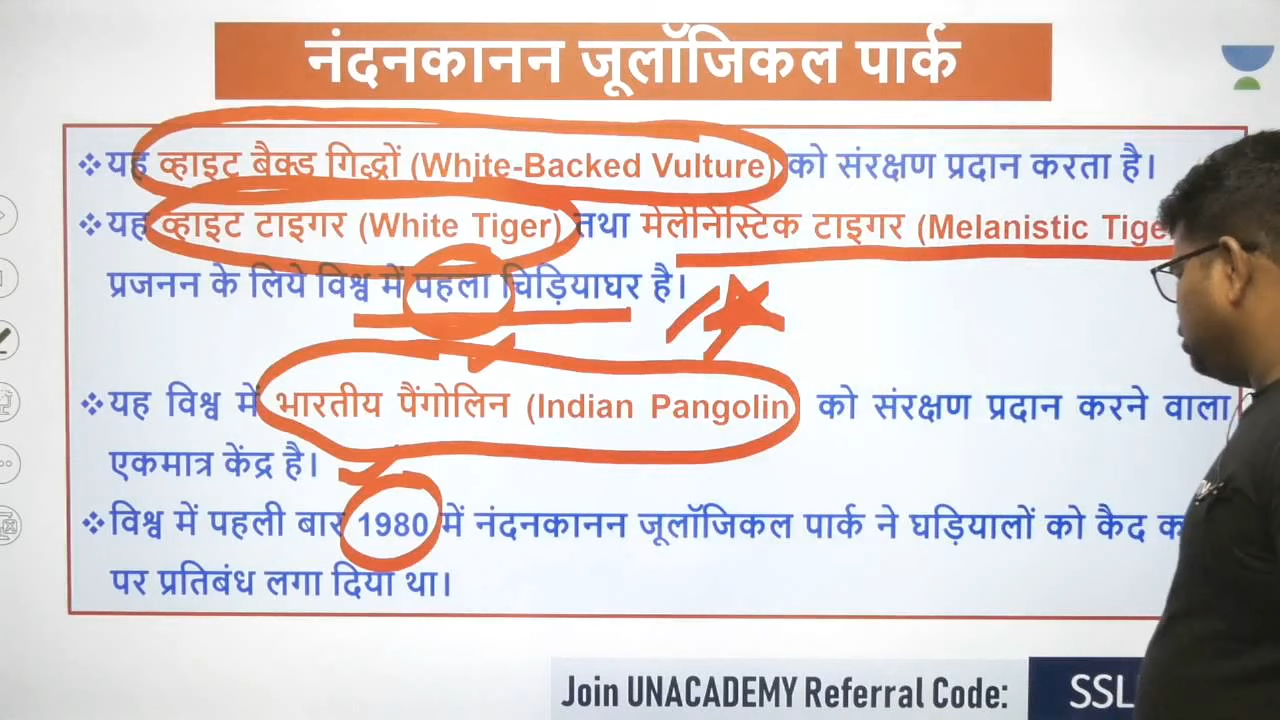 नंदनकानन जूलॉजिकल पार्क
❖यह व्हाइट बैक्ड गिद्धों (White-Backed Vulture) को संरक्षण प्रदान करता है।
❖यह व्हाइट टाइगर (White Tiger) तथा मेलेनिस्टिक टाइगर (Melanistic
प्रजनन के लिये विश्व में पहला चिड़ियाघर है।
❖यह विश्व में भारतीय पैंगोलिन (Indian Pangolin) को संरक्षण प्रदान करने वाला
एकमात्र केंद्र है।
❖विश्व में पहली बार 1980 में नंदनकानन जूलॉजिकल पार्क ने घड़ियालों को कैद
पर प्रतिबंध लगा दिया था।
Join UNACADEMY Referral Code: